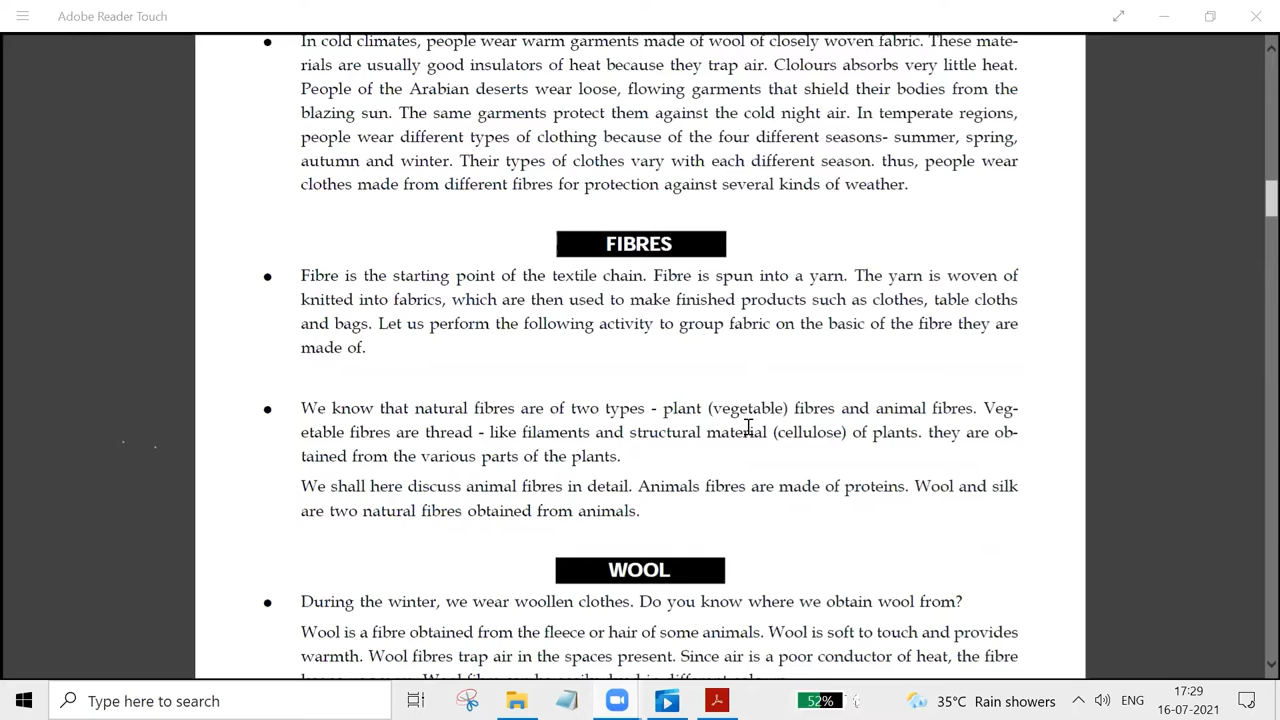 Adobe Reader Touch
In cold climates, people wear warm garments made of wool of closely woven fabric. These mate-
rials are usually good insulators of heat because they trap air. Clolours absorbs very little heat.
People of the Arabian deserts wear loose, flowing garments that shield their bodies from the
blazing sun. The same garments protect them against the cold night air. In temperate regions,
people wear different types of clothing because of the four different seasons- summer, spring,
autumn and winter. Their types of clothes vary with each different season. thus, people wear
clothes made from different fibres for protection against several kinds of weather.
FIBRES
Fibre is the starting point of the textile chain. Fibre is spun into a yarn. The yarn is woven of
knitted into fabrics, which are then used to make finished products such as clothes, table cloths
and bags. Let us perform the following activity to group fabric on the basic of the fibre they are
made of.
We know that natural fibres are of two types - plant (vegetable) fibres and animal fibres. Veg-
etable fibres are thread - like filaments and structural material (cellulose) of plants. they are ob-
tained from the various parts of the plants.
We shall here discuss animal fibres in detail. Animals fibres are made of proteins. Wool and silk
are two natural fibres obtained from animals.
WOOL
During the winter, we wear woollen clothes. Do you know where we obtain wool from?
Wool is a fibre obtained from the fleece or hair of some animals. Wool is soft to touch and provides
warmth. Wool fibres trap air in the spaces present. Since air is a poor conductor of heat, the fibre
Type here to search
52%
35°C Rain showers
ENG
17:29
16-07-2021